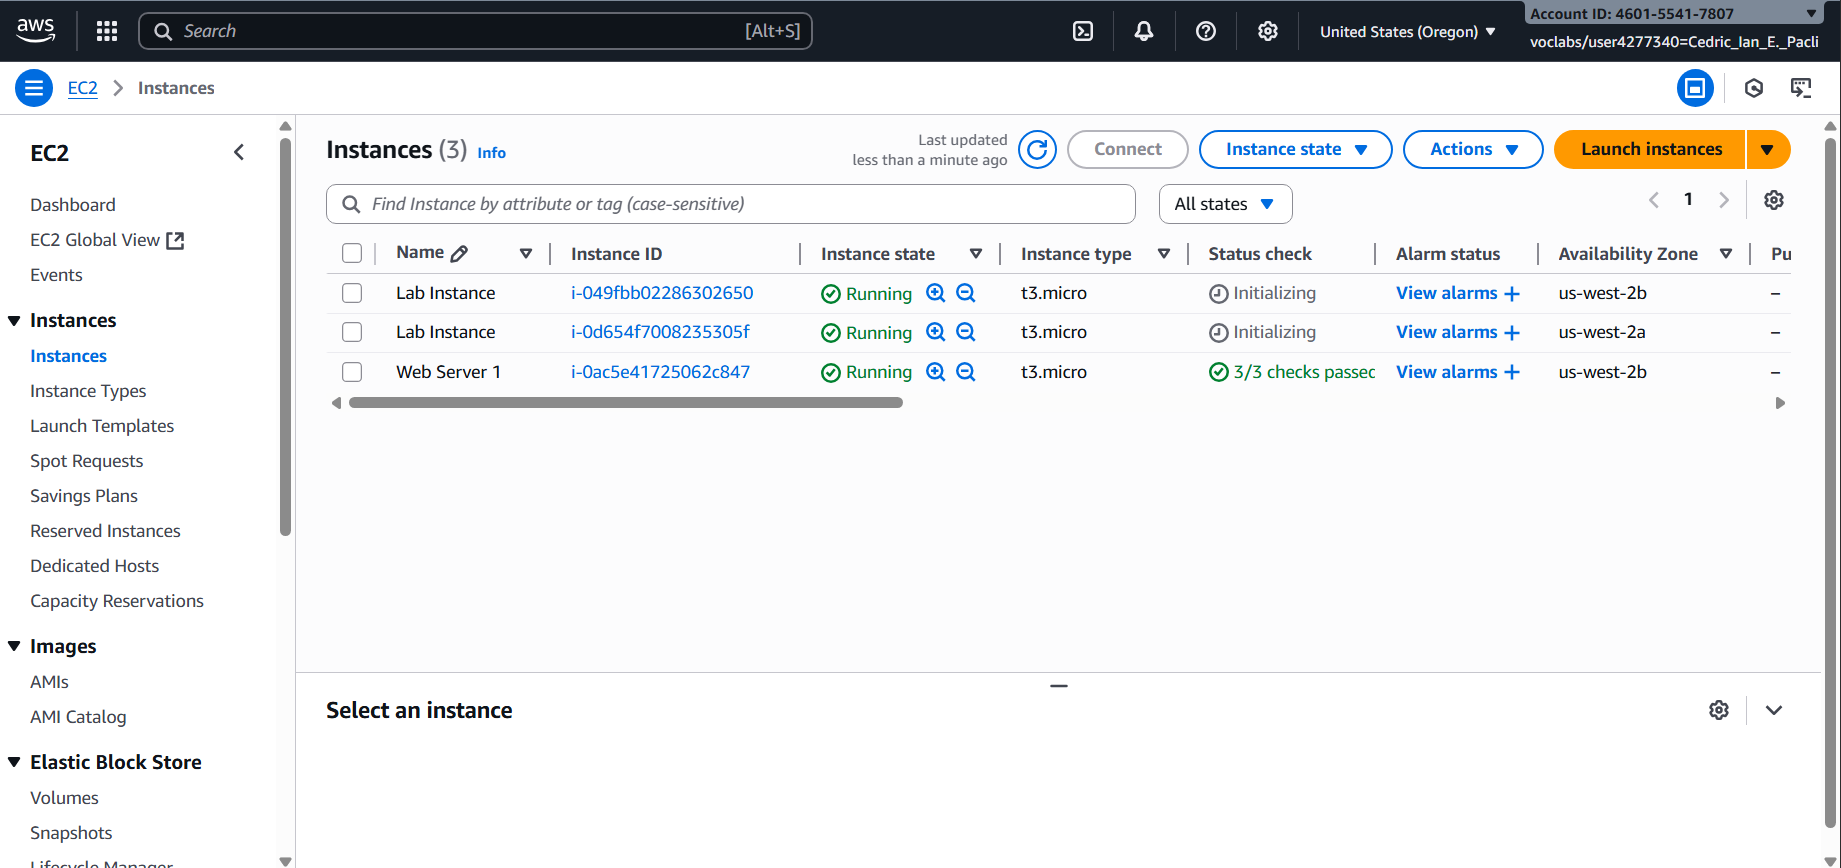 aws
Search [Alt+S]
United States (Oregon)
Account ID: 4601-5541-7807
voclabs/user4277340=Cedric_Ian_E._Pacli
EC2 Instances
EC2
Dashboard
EC2 Global View
Events
Instances
Instances
Instance Types
Launch Templates
Spot Requests
Savings Plans
Reserved Instances
Dedicated Hosts
Capacity Reservations
Images
AMIs
AMI Catalog
Elastic Block Store
Volumes
Snapshots
Lifecycle Manager
Instances (3) Info
Last updated
less than a minute ago
Connect
Instance state
Actions
Launch instances
Find Instance by attribute or tag (case-sensitive)
All states
1
Name Instance ID Instance state Instance type Status check Alarm status Availability Zone Pu
Lab Instance i-049fbb02286302650 Running t3.micro Initializing View alarms + us-west-2b –
Lab Instance i-0d654f7008235305f Running t3.micro Initializing View alarms + us-west-2a –
Web Server 1 i-0ac5e41725062c847 Running t3.micro 3/3 checks passed View alarms + us-west-2b –
Select an instance